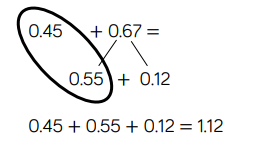 0.45 + 0.67 =
0.55 + 0.12
0.45 + 0.55 + 0.12 = 1.12